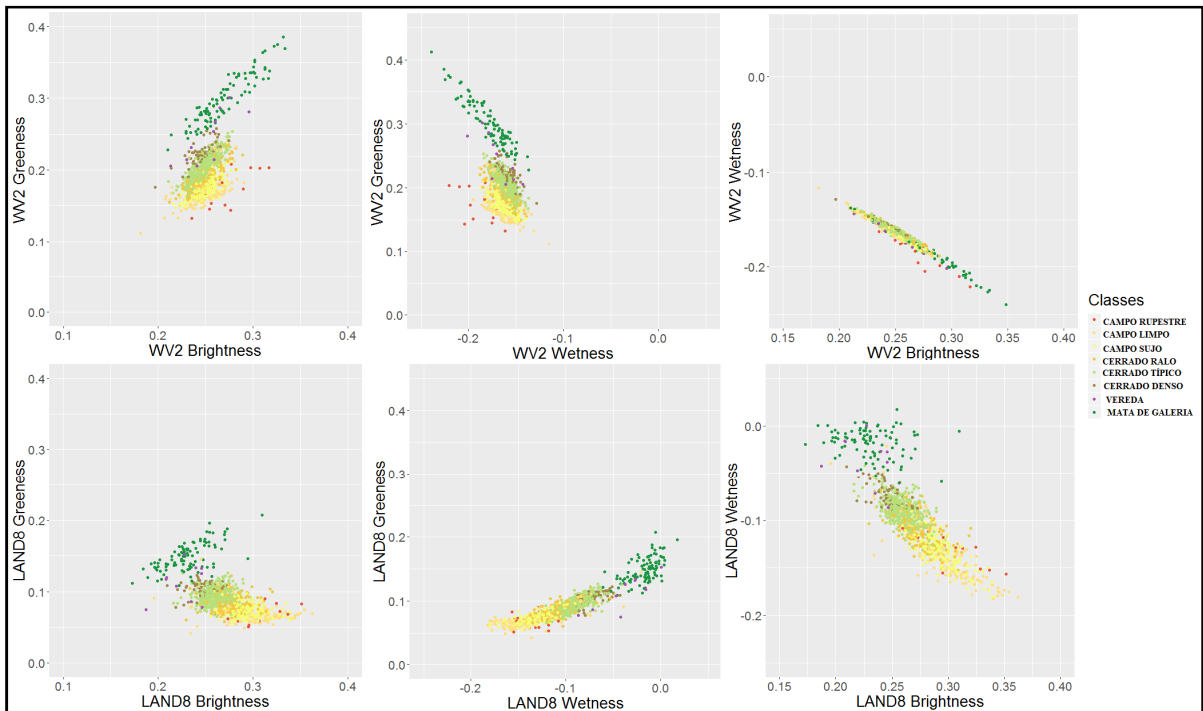 0.4
0.3
0.2
0.1
0.0
WV2 Greeness
0.1
0.2
0.3
0.4
WV2 Brightness
0.4
0.3
0.2
0.1
0.0
WV2 Greeness
-0.2
-0.1
0.0
WV2 Wetness
0.0
-0.1
-0.2
WV2 Wetness
0.15
0.20
0.25
0.30
0.35
0.40
WV2 Brightness
0.4
0.3
0.2
0.1
0.0
LAND8 Greeness
0.1
0.2
0.3
0.4
LAND8 Brightness
0.4
0.3
0.2
0.1
0.0
LAND8 Greeness
-0.2
-0.1
0.0
LAND8 Wetness
0.0
-0.1
-0.2
LAND8 Wetness
0.15
0.20
0.25
0.30
0.35
0.40
LAND8 Brightness
Classes
CAMPO RUPESTRE
CAMPO LIMPO
CAMPO SUJO
CERRADO RALO
CERRADO TÍPICO
CERRADO DENSO
VEREDA
MATA DE GALERIA